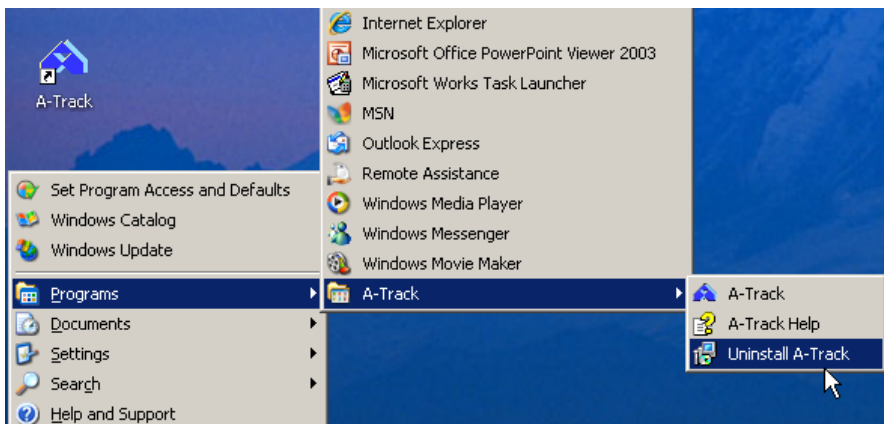 A-Track
Set Program Access and Defaults
Windows Catalog
Windows Update
Programs
Documents
Settings
Search
Help and Support
Internet Explorer
Microsoft Office PowerPoint Viewer 2003
Microsoft Works Task Launcher
MSN
Outlook Express
Remote Assistance
Windows Media Player
Windows Messenger
Windows Movie Maker
A-Track
A-Track
A-Track Help
Uninstall A-Track